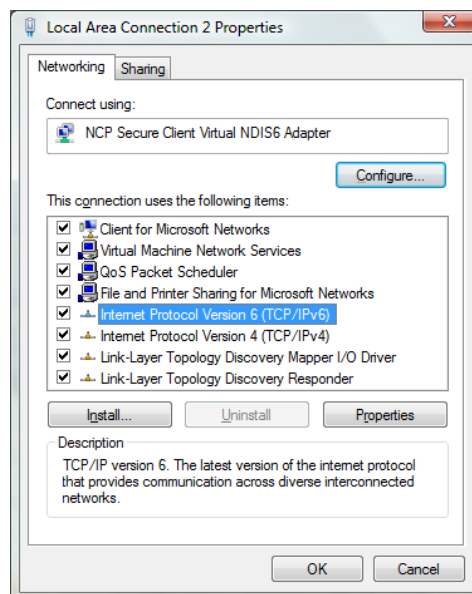 Local Area Connection 2 Properties
Networking Sharing
Connect using:
NCP Secure Client Virtual NDIS6 Adapter
Configure...
This connection uses the following items:
Client for Microsoft Networks
Virtual Machine Network Services
QoS Packet Scheduler
File and Printer Sharing for Microsoft Networks
Internet Protocol Version 6 (TCP/IPv6)
Internet Protocol Version 4 (TCP/IPv4)
Link-Layer Topology Discovery Mapper I/O Driver
Link-Layer Topology Discovery Responder
Install... Uninstall Properties
Description
TCP/IP version 6. The latest version of the internet protocol
that provides communication across diverse interconnected
networks.
OK Cancel